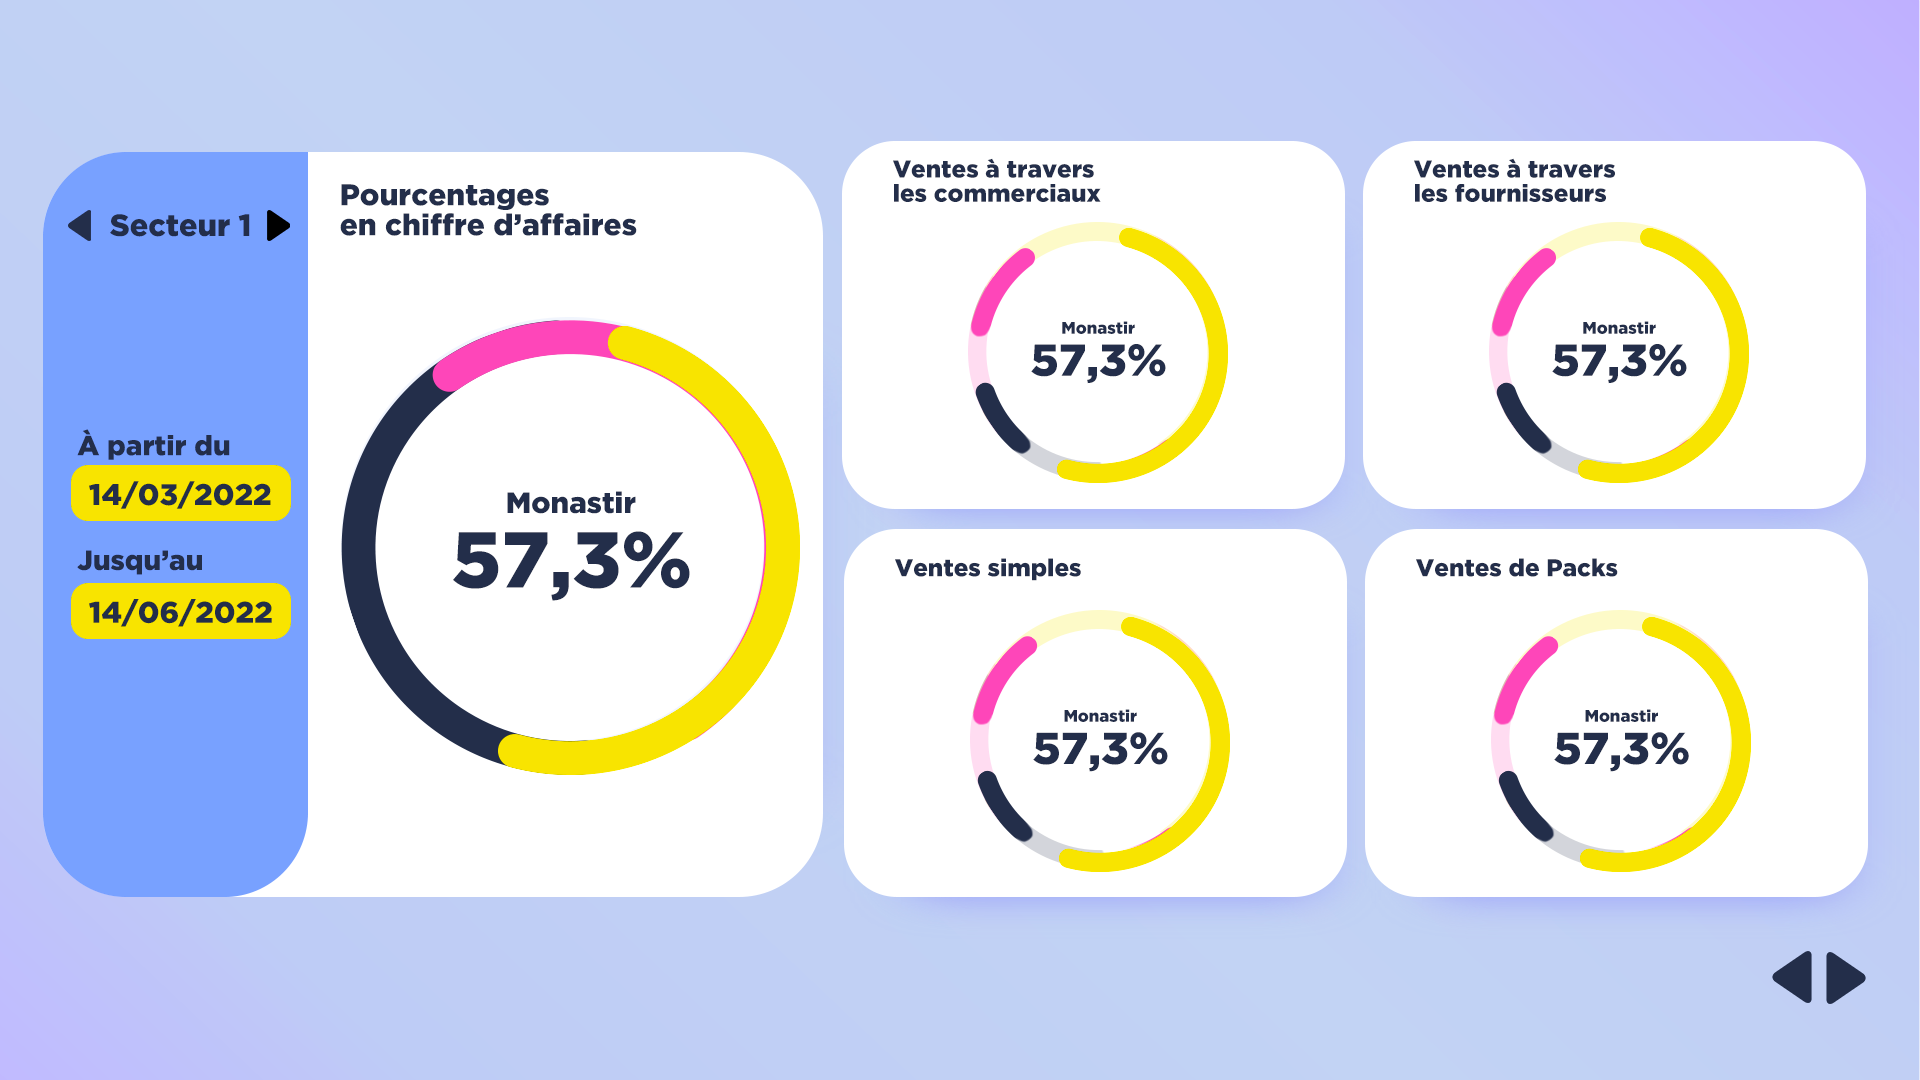 Secteur 1
À partir du
14/03/2022
Jusqu’au
14/06/2022
Pourcentages
en chiffre d’affaires
Monastir
57,3%
Ventes à travers
les commerciaux
Monastir
57,3%
Ventes à travers
les fournisseurs
Monastir
57,3%
Ventes simples
Monastir
57,3%
Ventes de Packs
Monastir
57,3%